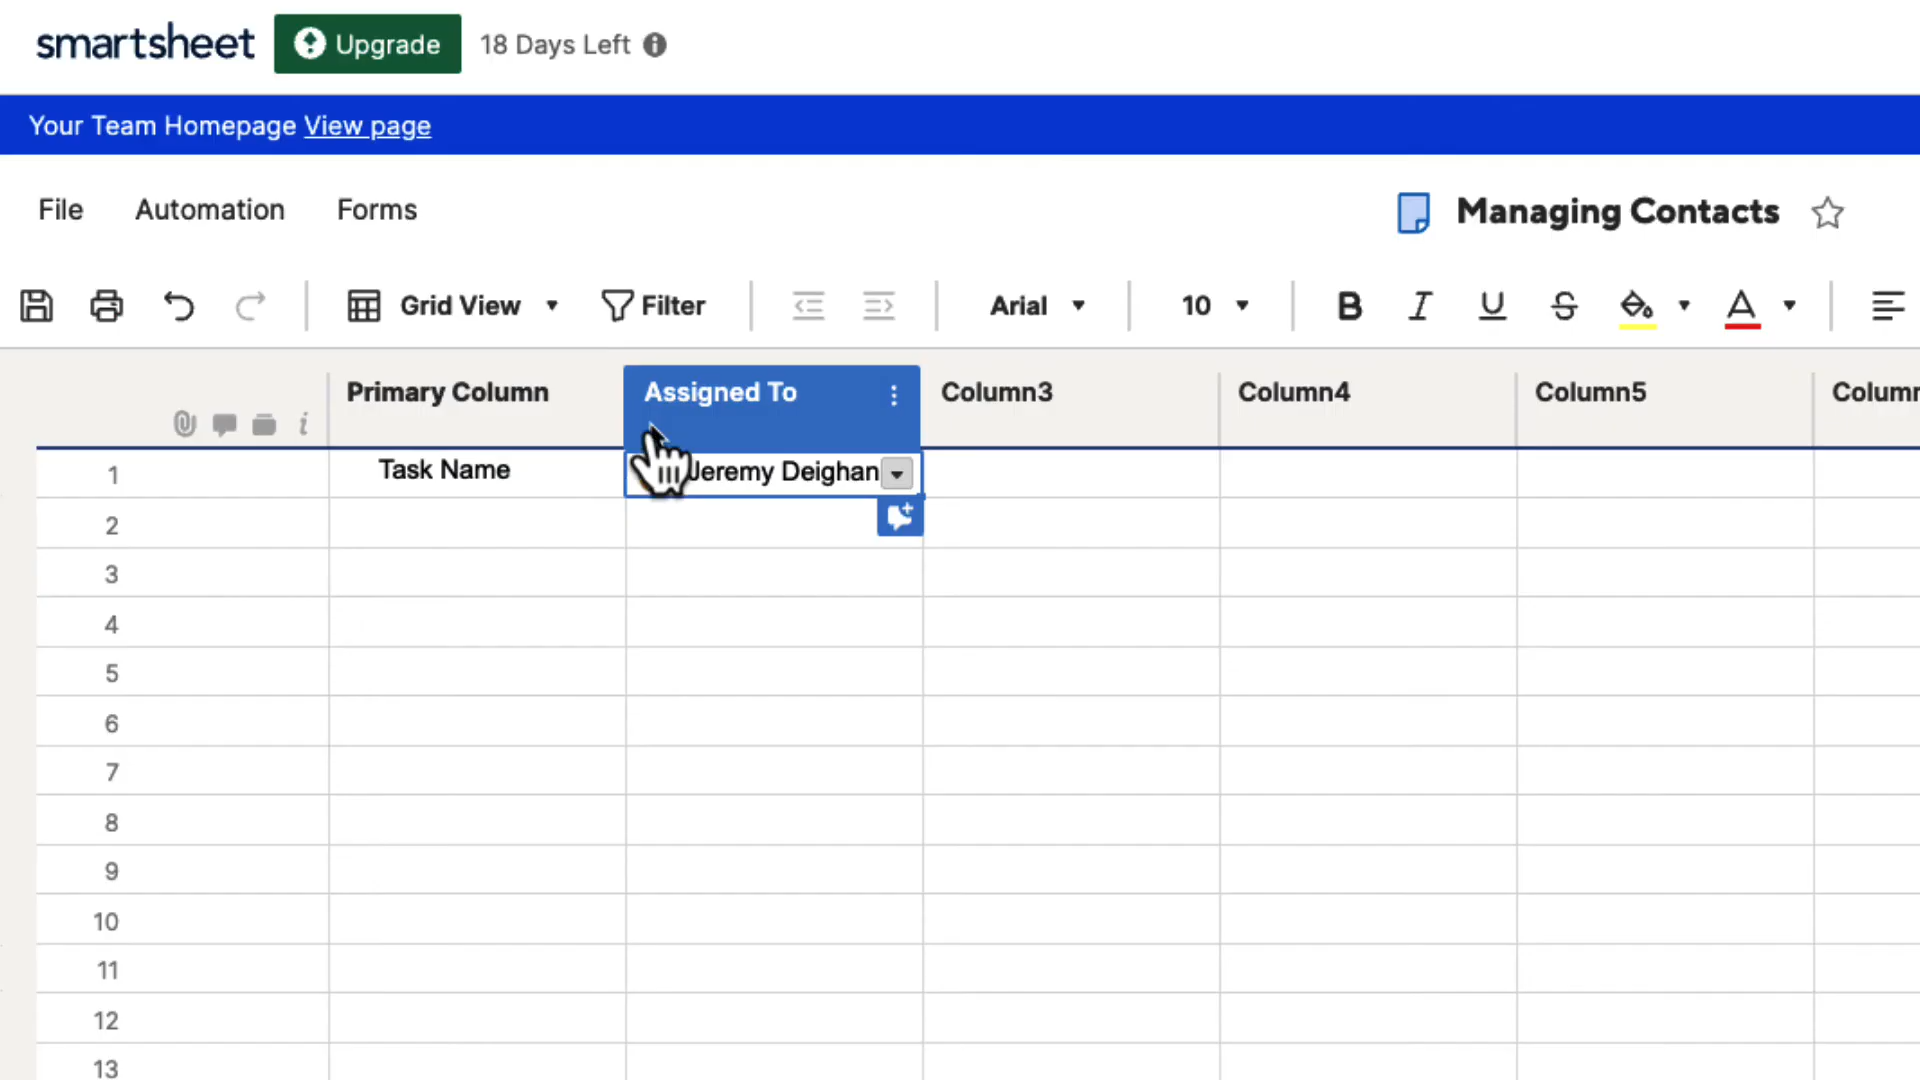 smartsheet Upgrade 18 Days Left
Your Team Homepage View page
File Automation Forms Managing Contacts
Grid View Filter Arial 10 B I U S A
Primary Column Assigned To Column3 Column4 Column5 Column
1 Task Name Jeremy Deighan
2
3
4
5
6
7
8
9
10
11
12
13